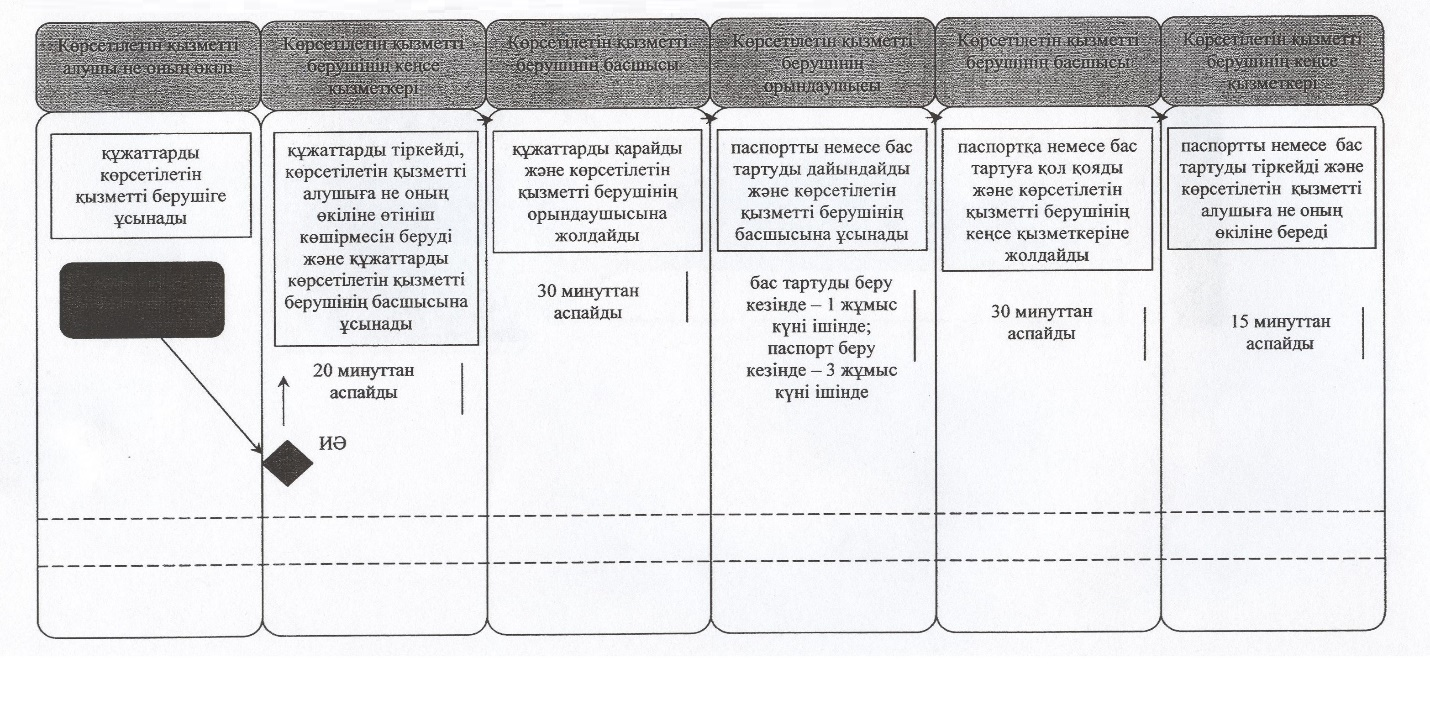 Көрсетілетін қызметті
алушы не оның өкілі
Көрсетілетін қызметті
берушінің кеңсе
қызметкері
Көрсетілетін қызметті
берушінің басшысы
Көрсетілетін қызметті
берушінің
орындаушысы
Көрсетілетін қызметті
берушінің басшысы
Көрсетілетін қызметті
берушінің кеңсе
қызметкері
құжаттарды
көрсетілетін
қызметті берушіге
ұсынады
құжаттарды тіркейді,
көрсетілетін қызметті
алушыға не оның
өкіліне өтініш
көшірмесін беруді
және құжаттарды
көрсетілетін қызметті
берушінің басшысына
ұсынады
20 минуттан
аспайды
ИӘ
құжаттарды қарайды
және көрсетілетін
қызметті берушінің
орындаушысына
жолдайды
30 минуттан
аспайды
паспортты немесе бас
тартуды дайындайды
және көрсетілетін
қызметті берушінің
басшысына ұсынады
бас тартуды беру
кезінде – 1 жұмыс
күні ішінде;
паспорт беру
кезінде – 3 жұмыс
күні ішінде
паспортқа немесе бас
тартуға қол қояды
және көрсетілетін
қызметті берушінің
кеңсе қызметкеріне
жолдайды
30 минуттан
аспайды
паспортты немесе бас
тартуды тіркейді және
көрсетілетін қызметті
алушыға не оның
өкіліне береді
15 минуттан
аспайды